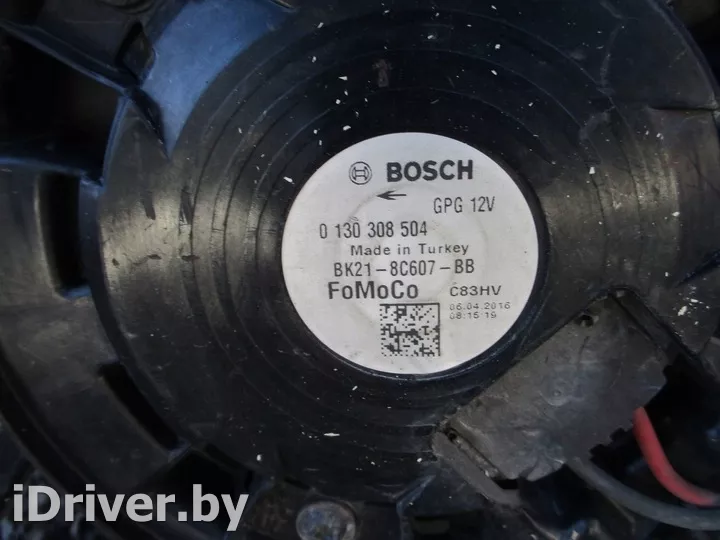 BOSCH
GPG 12V
0 130 308 504
Made in Turkey
BK21-8C607-BB
FoMoCo C83HV
06.04.2016
08:15:19
iDriver.by